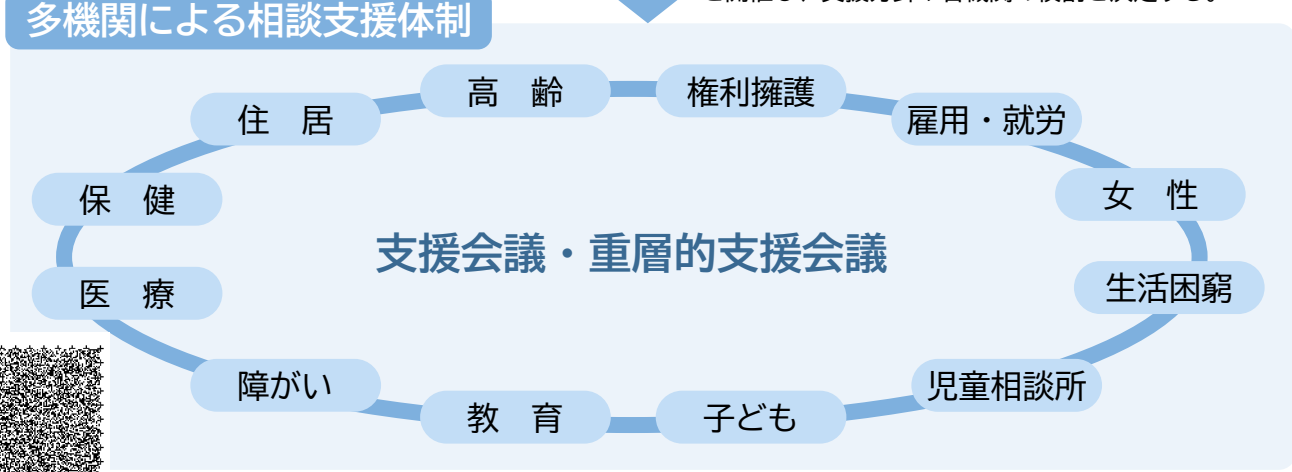 多機関による相談支援体制
高　齢
権利擁護
住　居
雇用・就労
保　健
女　性
支援会議・重層的支援会議
医　療
生活困窮
障がい
児童相談所
教　育
子ども